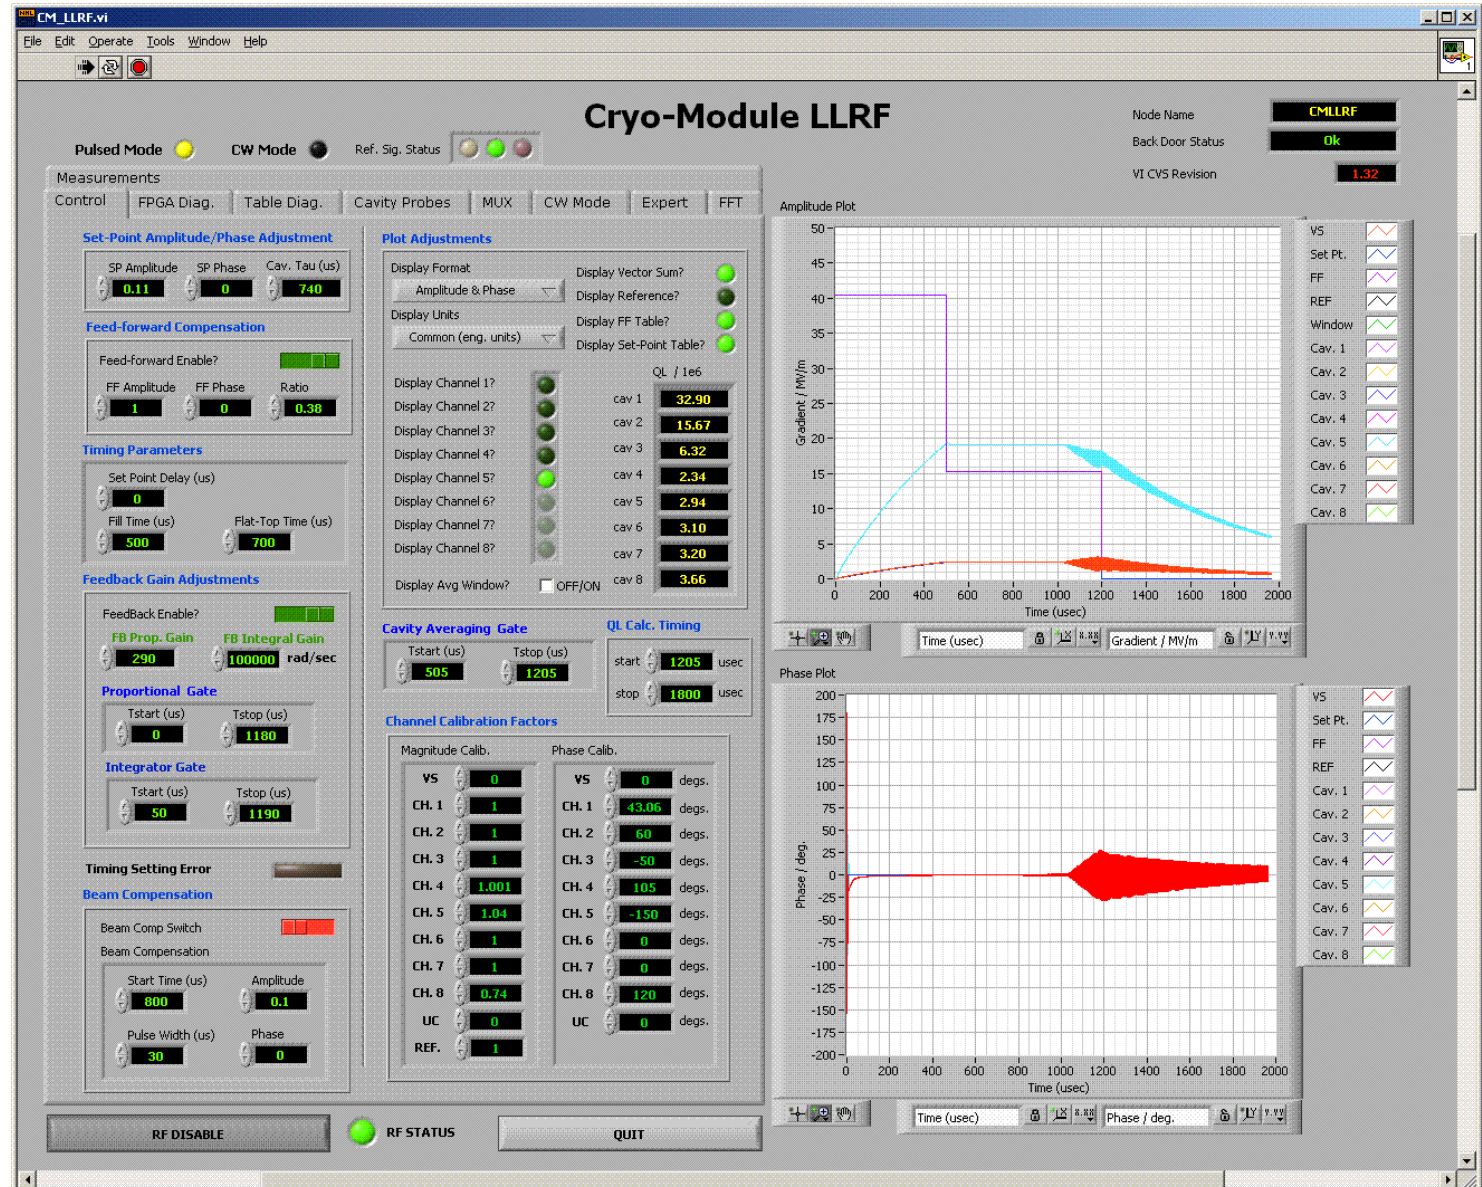 CM_LLRF.vi
File Edit Operate Tools Window Help
1
Cryo-Module LLRF
Node Name CMLLRF
Back Door Status Ok
VI CVS Revision 1.32
Pulsed Mode CW Mode Ref. Sig. Status
Measurements
Control FPGA Diag. Table Diag. Cavity Probes MUX CW Mode Expert FFT
Set-Point Amplitude/Phase Adjustment
SP Amplitude SP Phase Cav. Tau (us)
0.11 0 740
Feed-forward Compensation
Feed-forward Enable?
FF Amplitude FF Phase Ratio
1 0 0.38
Timing Parameters
Set Point Delay (us)
0
Fill Time (us) Flat-Top Time (us)
500 700
Feedback Gain Adjustments
FeedBack Enable?
FB Prop. Gain FB Integral Gain
290 100000 rad/sec
Proportional Gate
Tstart (us) Tstop (us)
0 1180
Integrator Gate
Tstart (us) Tstop (us)
50 1190
Timing Setting Error
Beam Compensation
Beam Comp Switch
Beam Compensation
Start Time (us) Amplitude
800 0.1
Pulse Width (us) Phase
30 0
Plot Adjustments
Display Format
Amplitude & Phase
Display Units
Common (eng. units)
Display Vector Sum?
Display Reference?
Display FF Table?
Display Set-Point Table?
Display Channel 1?
Display Channel 2?
Display Channel 3?
Display Channel 4?
Display Channel 5?
Display Channel 6?
Display Channel 7?
Display Channel 8?
Display Avg Window? OFF/ON
QL / 1e6
cav 1 32.90
cav 2 15.67
cav 3 6.32
cav 4 2.34
cav 5 2.94
cav 6 3.10
cav 7 3.20
cav 8 3.66
Cavity Averaging Gate
Tstart (us) Tstop (us)
505 1205
QL Calc. Timing
start 1205 usec
stop 1800 usec
Channel Calibration Factors
Magnitude Calib. Phase Calib.
VS 0 VS 0 degs.
CH. 1 1 CH. 1 43.06 degs.
CH. 2 1 CH. 2 60 degs.
CH. 3 1 CH. 3 -50 degs.
CH. 4 1.001 CH. 4 105 degs.
CH. 5 1.04 CH. 5 -150 degs.
CH. 6 1 CH. 6 0 degs.
CH. 7 1 CH. 7 0 degs.
CH. 8 0.74 CH. 8 120 degs.
UC 0 UC 0 degs.
REF. 1
RF DISABLE RF STATUS QUIT
Amplitude Plot
Gradient / MV/m
50
45
40
35
30
25
20
15
10
5
0
0 200 400 600 800 1000 1200 1400 1600 1800 2000
Time (usec)
VS
Set Pt.
FF
REF
Window
Cav. 1
Cav. 2
Cav. 3
Cav. 4
Cav. 5
Cav. 6
Cav. 7
Cav. 8
Time (usec) X X.XX Gradient / MV/m Y Y.YY
Phase Plot
Phase / deg.
200
175
150
125
100
75
50
25
0
-25
-50
-75
-100
-125
-150
-175
-200
0 200 400 600 800 1000 1200 1400 1600 1800 2000
Time (usec)
VS
Set Pt.
FF
REF
Cav. 1
Cav. 2
Cav. 3
Cav. 4
Cav. 5
Cav. 6
Cav. 7
Cav. 8
Time (usec) X X.XX Phase / deg. Y Y.YY